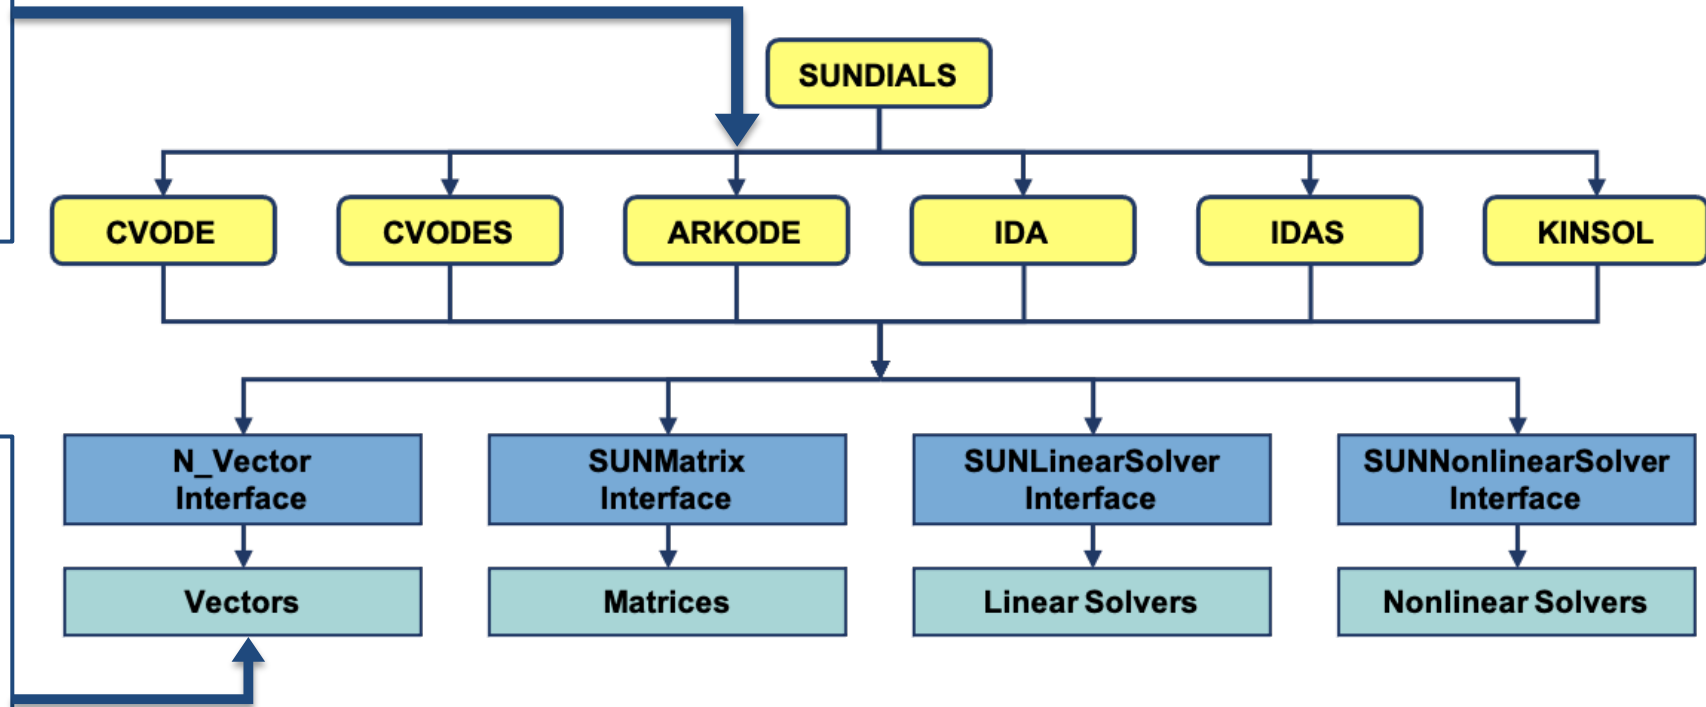 SUNDIALS
CVODE
CVODES
ARKODE
IDA
IDAS
KINSOL
N_Vector
Interface
SUNMatrix
Interface
SUNLinearSolver
Interface
SUNNonlinearSolver
Interface
Vectors
Matrices
Linear Solvers
Nonlinear Solvers